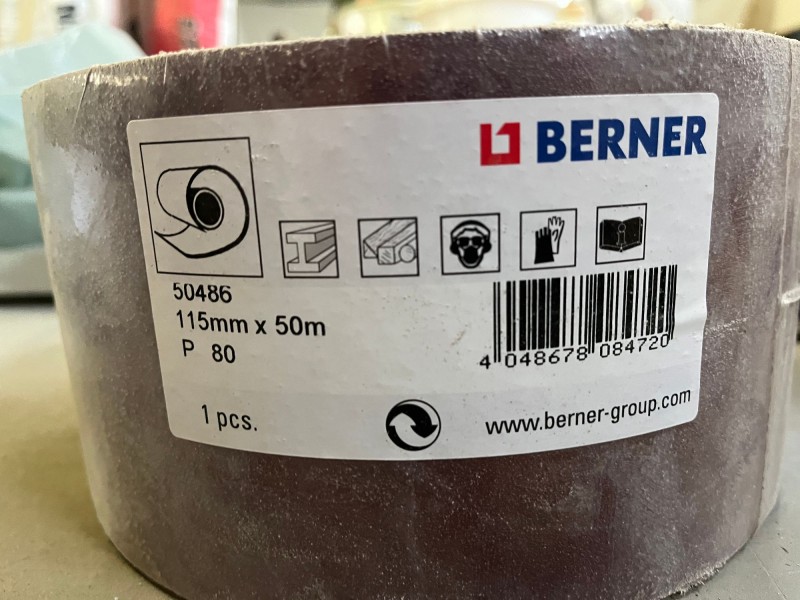 BERNER
50486
115mm x 50m
P 80
4 048678 084720
1 pcs.
www.berner-group.com